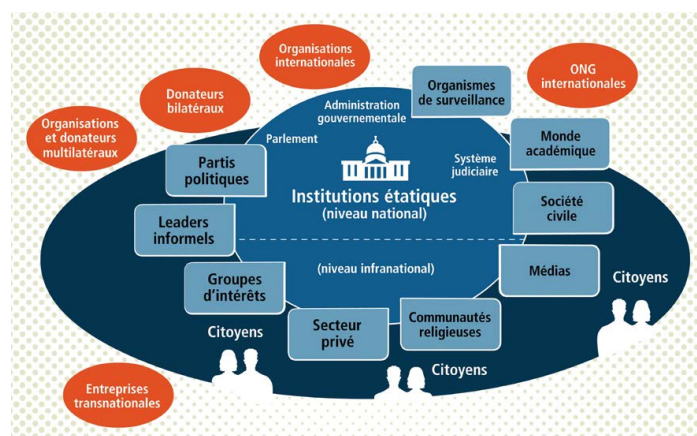 Organisations
internationales
Donateurs
bilatéraux
ONG
internationales
Organisations
et donateurs
multilatéraux
Organismes
de surveillance
Administration
gouvernementale
Parlement
Monde
académique
Partis
politiques
Système
judiciaire
Institutions étatiques
(niveau national)
Leaders
informels
Société
civile
(niveau infranational)
Groupes
d'intérêts
Médias
Citoyens
Secteur
privé
Communautés
religieuses
Citoyens
Citoyens
Entreprises
transnationales